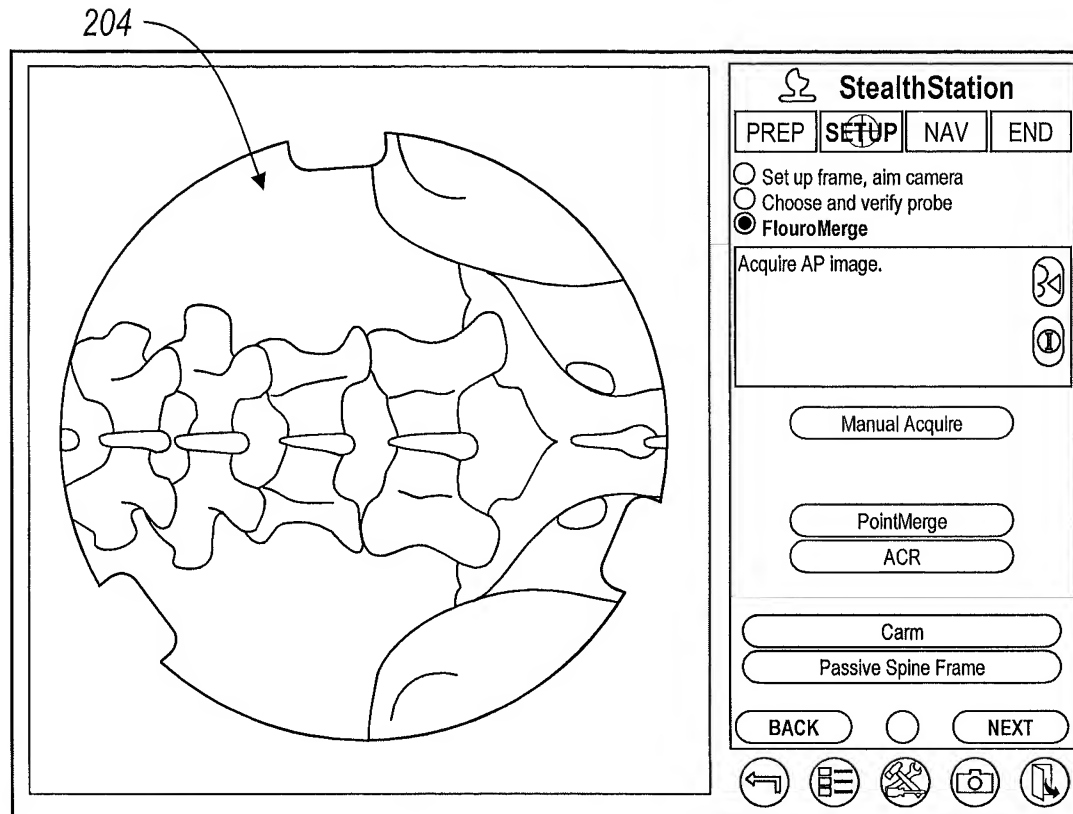 204
StealthStation
PREP SETUP NAV END
Set up frame, aim camera
Choose and verify probe
FlouroMerge
Acquire AP image.
Manual Acquire
PointMerge
ACR
Carm
Passive Spine Frame
BACK NEXT